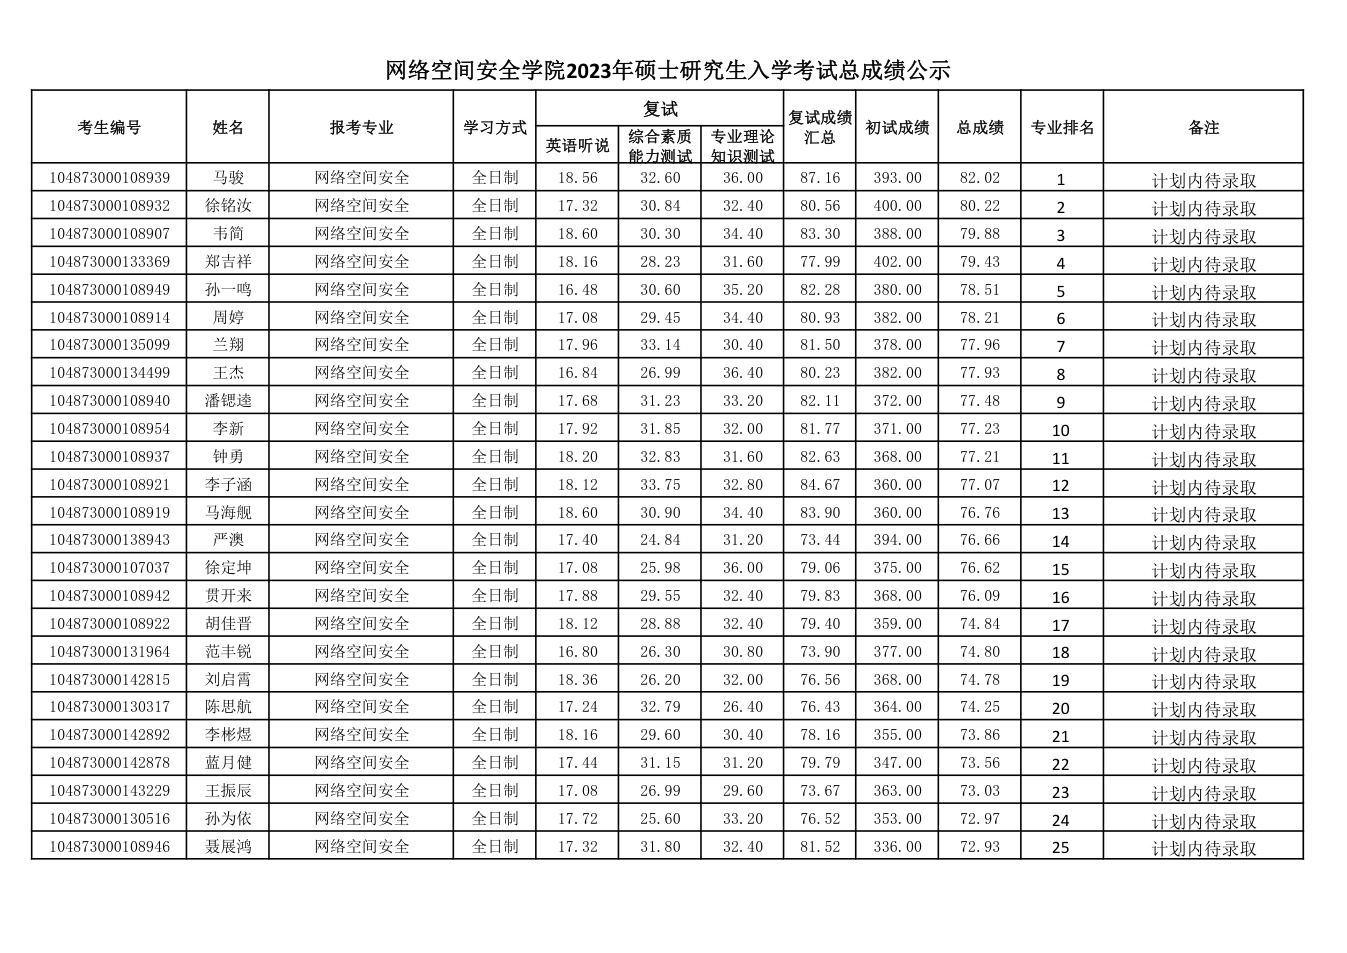 网络空间安全学院2023年硕士研究生入学考试总成绩公示
考生编号 姓名 报考专业 学习方式 复试 复试成绩汇总 初试成绩 总成绩 专业排名 备注
英语听说 综合素质能力测试 专业理论知识测试
104873000108939 马骏 网络空间安全 全日制 18.56 32.60 36.00 87.16 393.00 82.02 1 计划内待录取
104873000108932 徐铭汝 网络空间安全 全日制 17.32 30.84 32.40 80.56 400.00 80.22 2 计划内待录取
104873000108907 韦简 网络空间安全 全日制 18.60 30.30 34.40 83.30 388.00 79.88 3 计划内待录取
104873000133369 郑吉祥 网络空间安全 全日制 18.16 28.23 31.60 77.99 402.00 79.43 4 计划内待录取
104873000108949 孙一鸣 网络空间安全 全日制 16.48 30.60 35.20 82.28 380.00 78.51 5 计划内待录取
104873000108914 周婷 网络空间安全 全日制 17.08 29.45 34.40 80.93 382.00 78.21 6 计划内待录取
104873000135099 兰翔 网络空间安全 全日制 17.96 33.14 30.40 81.50 378.00 77.96 7 计划内待录取
104873000134499 王杰 网络空间安全 全日制 16.84 26.99 36.40 80.23 382.00 77.93 8 计划内待录取
104873000108940 潘锶逵 网络空间安全 全日制 17.68 31.23 33.20 82.11 372.00 77.48 9 计划内待录取
104873000108954 李新 网络空间安全 全日制 17.92 31.85 32.00 81.77 371.00 77.23 10 计划内待录取
104873000108937 钟勇 网络空间安全 全日制 18.20 32.83 31.60 82.63 368.00 77.21 11 计划内待录取
104873000108921 李子涵 网络空间安全 全日制 18.12 33.75 32.80 84.67 360.00 77.07 12 计划内待录取
104873000108919 马海舰 网络空间安全 全日制 18.60 30.90 34.40 83.90 360.00 76.76 13 计划内待录取
104873000138943 严澳 网络空间安全 全日制 17.40 24.84 31.20 73.44 394.00 76.66 14 计划内待录取
104873000107037 徐定坤 网络空间安全 全日制 17.08 25.98 36.00 79.06 375.00 76.62 15 计划内待录取
104873000108942 贯开来 网络空间安全 全日制 17.88 29.55 32.40 79.83 368.00 76.09 16 计划内待录取
104873000108922 胡佳晋 网络空间安全 全日制 18.12 28.88 32.40 79.40 359.00 74.84 17 计划内待录取
104873000131964 范丰锐 网络空间安全 全日制 16.80 26.30 30.80 73.90 377.00 74.80 18 计划内待录取
104873000142815 刘启霄 网络空间安全 全日制 18.36 26.20 32.00 76.56 368.00 74.78 19 计划内待录取
104873000130317 陈思航 网络空间安全 全日制 17.24 32.79 26.40 76.43 364.00 74.25 20 计划内待录取
104873000142892 李彬煜 网络空间安全 全日制 18.16 29.60 30.40 78.16 355.00 73.86 21 计划内待录取
104873000142878 蓝月健 网络空间安全 全日制 17.44 31.15 31.20 79.79 347.00 73.56 22 计划内待录取
104873000143229 王振辰 网络空间安全 全日制 17.08 26.99 29.60 73.67 363.00 73.03 23 计划内待录取
104873000130516 孙为依 网络空间安全 全日制 17.72 25.60 33.20 76.52 353.00 72.97 24 计划内待录取
104873000108946 聂展鸿 网络空间安全 全日制 17.32 31.80 32.40 81.52 336.00 72.93 25 计划内待录取